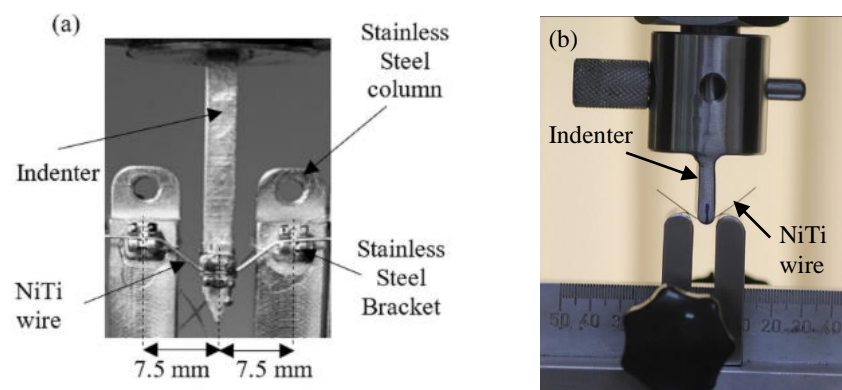 (a)
Stainless
Steel
column
Indenter
NiTi
wire
Stainless
Steel
Bracket
7.5 mm
7.5 mm
(b)
Indenter
NiTi
wire
50 40 30
10 20 30